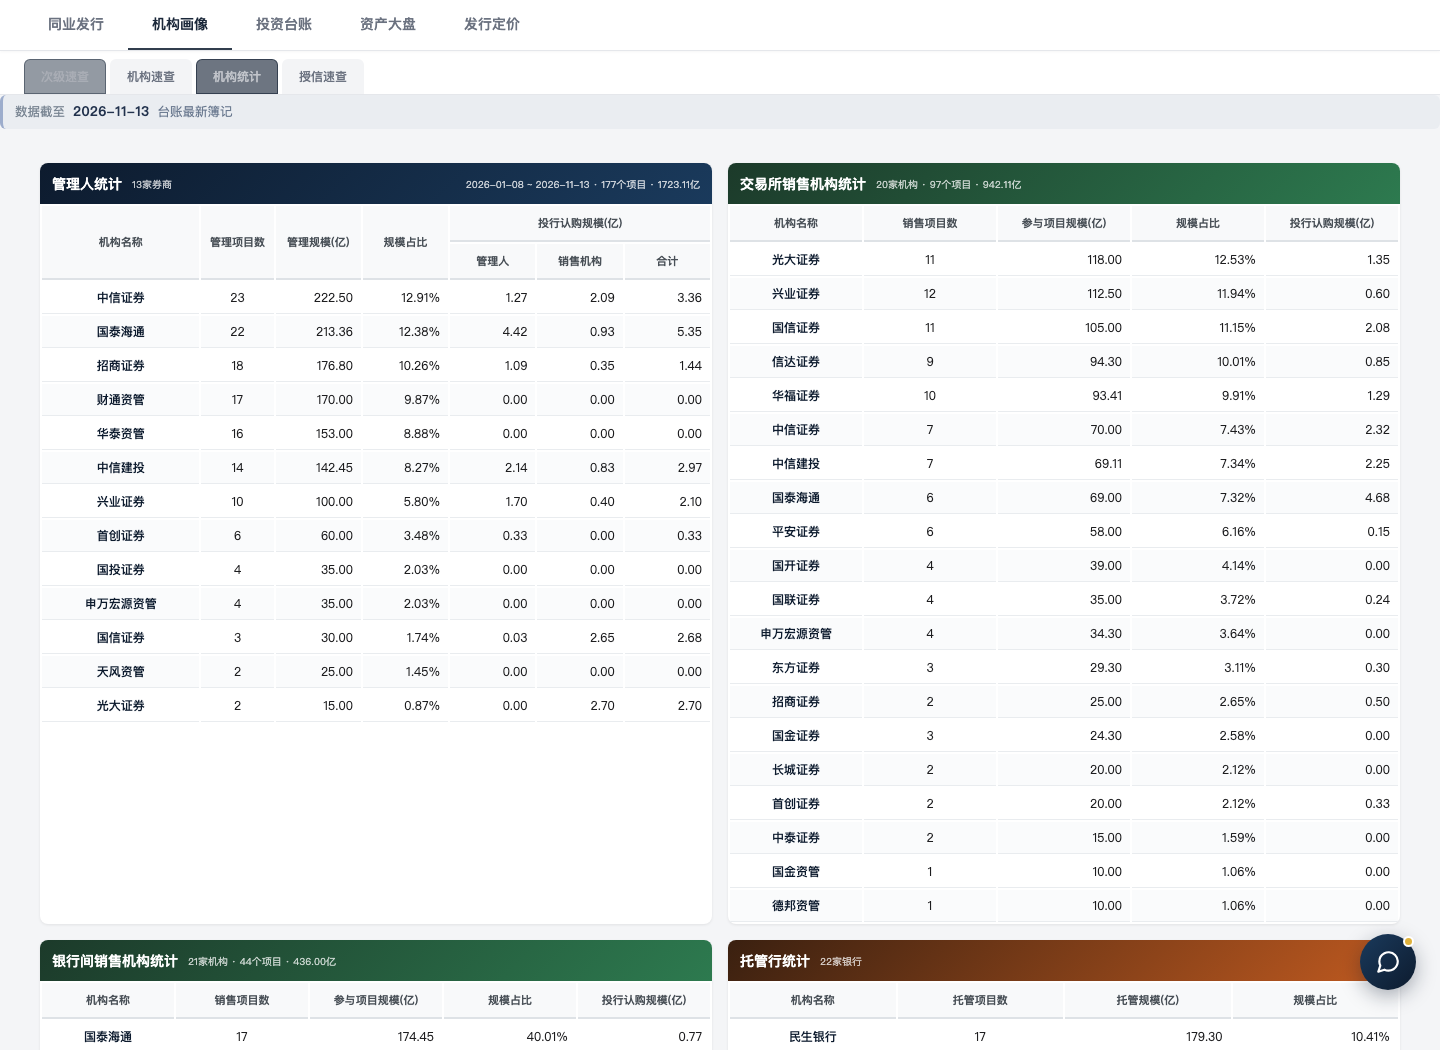 同业发行 机构画像 投资台账 资产大盘 发行定价
次级速查 机构速查 机构统计 授信速查
数据截至 2026-11-13 台账最新簿记
管理人统计 13家券商 2026-01-08 ~ 2026-11-13 · 177个项目 · 1723.11亿
机构名称 管理项目数 管理规模(亿) 规模占比 投行认购规模(亿)
管理人 销售机构 合计
中信证券 23 222.50 12.91% 1.27 2.09 3.36
国泰海通 22 213.36 12.38% 4.42 0.93 5.35
招商证券 18 176.80 10.26% 1.09 0.35 1.44
财通资管 17 170.00 9.87% 0.00 0.00 0.00
华泰资管 16 153.00 8.88% 0.00 0.00 0.00
中信建投 14 142.45 8.27% 2.14 0.83 2.97
兴业证券 10 100.00 5.80% 1.70 0.40 2.10
首创证券 6 60.00 3.48% 0.33 0.00 0.33
国投证券 4 35.00 2.03% 0.00 0.00 0.00
申万宏源资管 4 35.00 2.03% 0.00 0.00 0.00
国信证券 3 30.00 1.74% 0.03 2.65 2.68
天风资管 2 25.00 1.45% 0.00 0.00 0.00
光大证券 2 15.00 0.87% 0.00 2.70 2.70
交易所销售机构统计 20家机构 · 97个项目 · 942.11亿
机构名称 销售项目数 参与项目规模(亿) 规模占比 投行认购规模(亿)
光大证券 11 118.00 12.53% 1.35
兴业证券 12 112.50 11.94% 0.60
国信证券 11 105.00 11.15% 2.08
信达证券 9 94.30 10.01% 0.85
华福证券 10 93.41 9.91% 1.29
中信证券 7 70.00 7.43% 2.32
中信建投 7 69.11 7.34% 2.25
国泰海通 6 69.00 7.32% 4.68
平安证券 6 58.00 6.16% 0.15
国开证券 4 39.00 4.14% 0.00
国联证券 4 35.00 3.72% 0.24
申万宏源资管 4 34.30 3.64% 0.00
东方证券 3 29.30 3.11% 0.30
招商证券 2 25.00 2.65% 0.50
国金证券 3 24.30 2.58% 0.00
长城证券 2 20.00 2.12% 0.00
首创证券 2 20.00 2.12% 0.33
中泰证券 2 15.00 1.59% 0.00
国金资管 1 10.00 1.06% 0.00
德邦资管 1 10.00 1.06% 0.00
银行间销售机构统计 21家机构 · 44个项目 · 436.00亿
机构名称 销售项目数 参与项目规模(亿) 规模占比 投行认购规模(亿)
国泰海通 17 174.45 40.01% 0.77
托管行统计 22家银行
机构名称 托管项目数 托管规模(亿) 规模占比
民生银行 17 179.30 10.41%